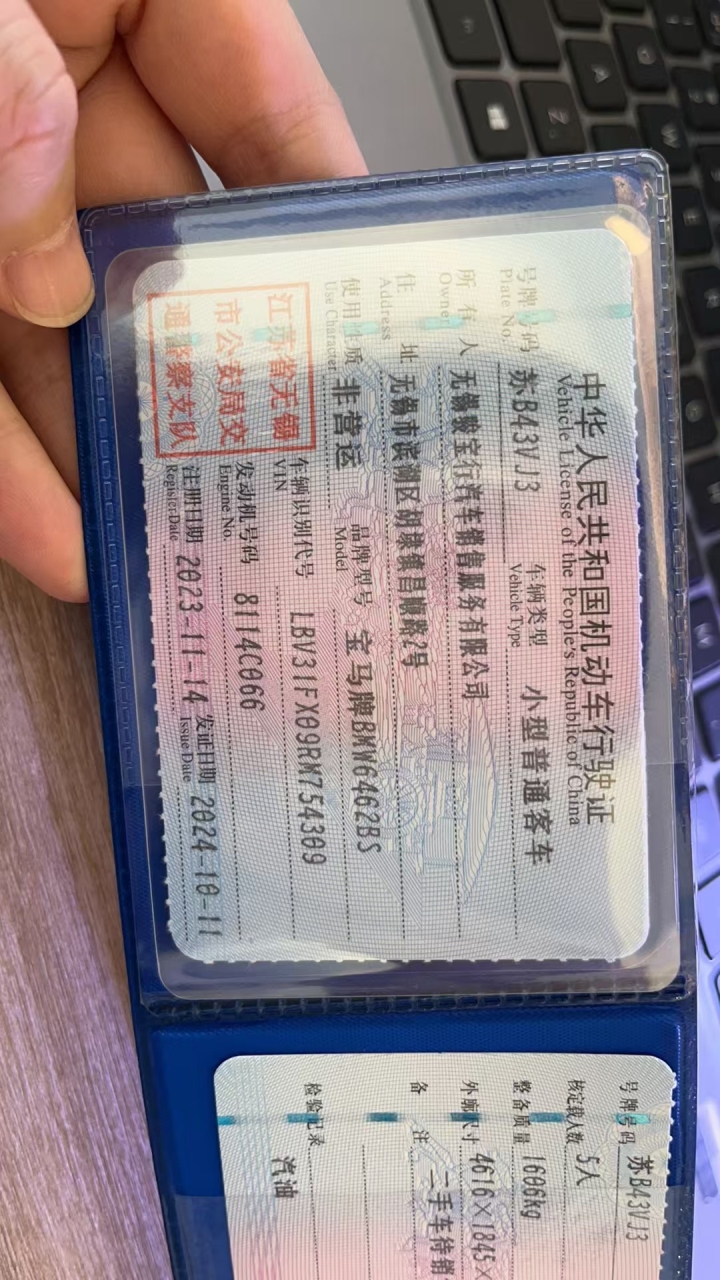 中华人民共和国机动车行驶证
Vehicle License of the People's Republic of China
号牌号码 苏B43VJ3 车辆类型 小型普通客车
Plate No. Vehicle Type
所有人 无锡骏宝行汽车销售服务有限公司
Owner
住址 无锡市滨湖区胡埭镇昌顺路2号
Address
使用性质 非营运 品牌型号 宝马牌BMW6462BS
Use Character Model
江苏省无锡
市公安局交
通警察支队
车辆识别代号 LBV31FX09RM754309
VIN
发动机号码 8114C066
Engine No.
注册日期 2023-11-14 发证日期 2024-10-11
Register Date Issue Date
号牌号码 苏B43VJ3
核定载人数 5人
整备质量 1606kg
外廓尺寸 4616×1845×
备注 二手车待销
检验记录
汽油
A
Z